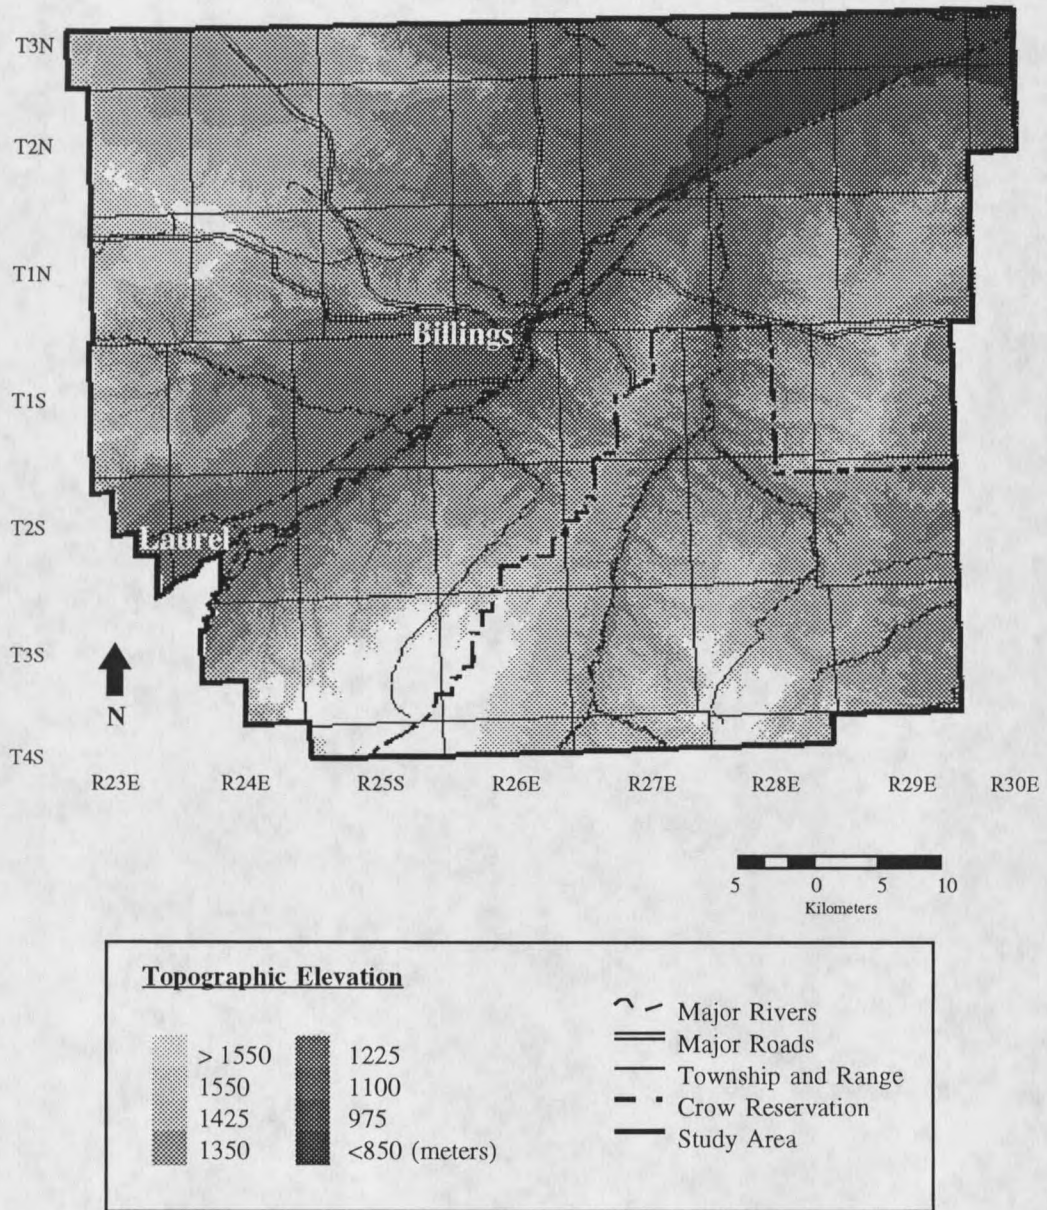 T3N
T2N
T1N
Billings
T1S
T2S
Laurel
T3S
N
T4S
R23E R24E R25S R26E R27E R28E R29E R30E
5 0 5 10
Kilometers
Topographic Elevation
> 1550
1550
1425
1350
1225
1100
975
<850 (meters)
Major Rivers
Major Roads
Township and Range
Crow Reservation
Study Area